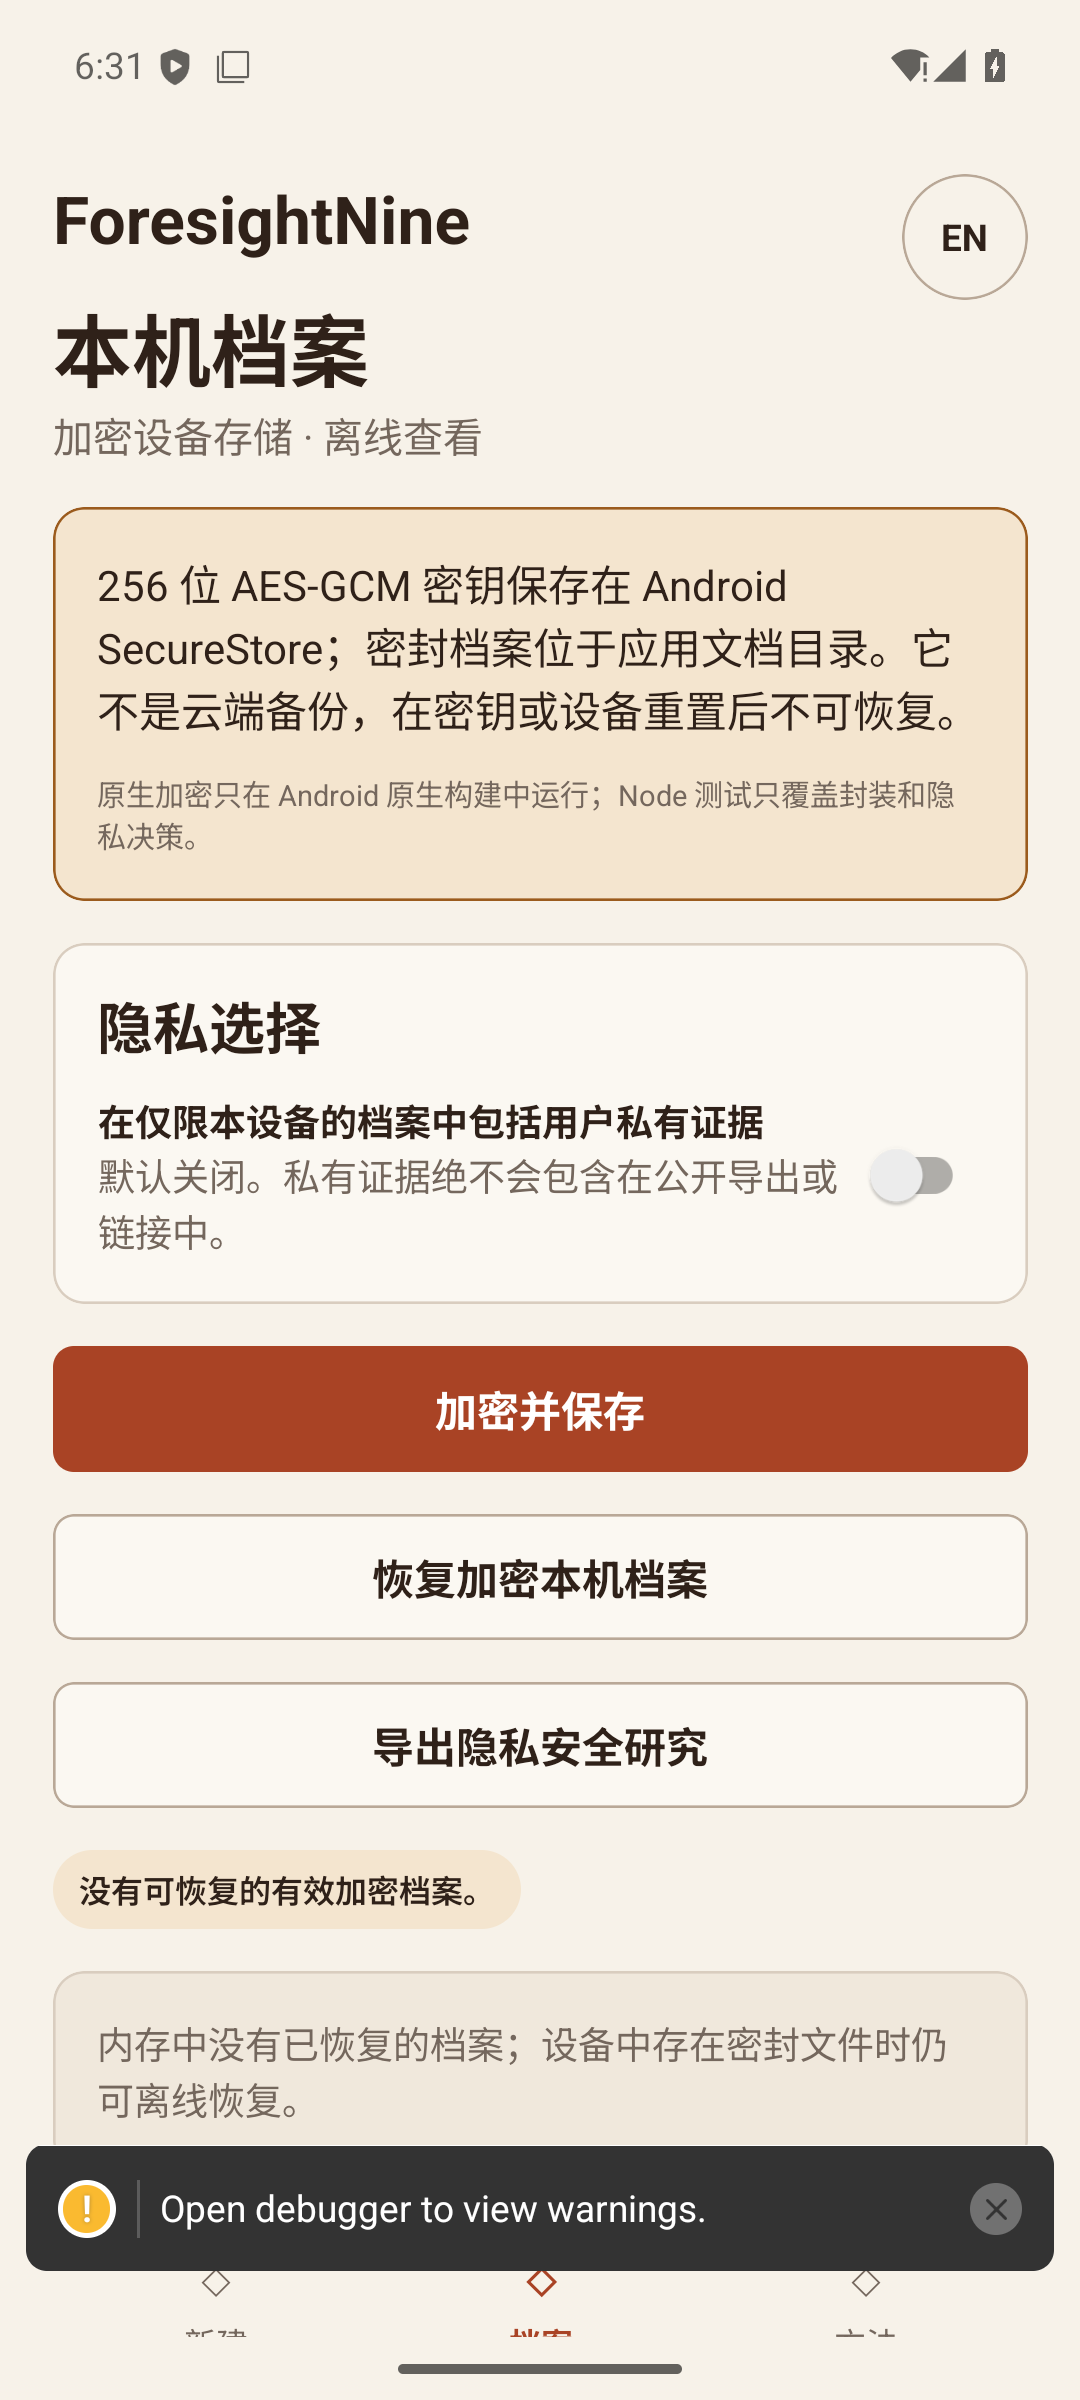 6:31
ForesightNine
EN
本机档案
加密设备存储 · 离线查看
256 位 AES-GCM 密钥保存在 Android
SecureStore；密封档案位于应用文档目录。它
不是云端备份，在密钥或设备重置后不可恢复。
原生加密只在 Android 原生构建中运行；Node 测试只覆盖封装和隐
私决策。
隐私选择
在仅限本设备的档案中包括用户私有证据
默认关闭。私有证据绝不会包含在公开导出或
链接中。
加密并保存
恢复加密本机档案
导出隐私安全研究
没有可恢复的有效加密档案。
内存中没有已恢复的档案；设备中存在密封文件时仍
可离线恢复。
Open debugger to view warnings.
新建
档案
方法